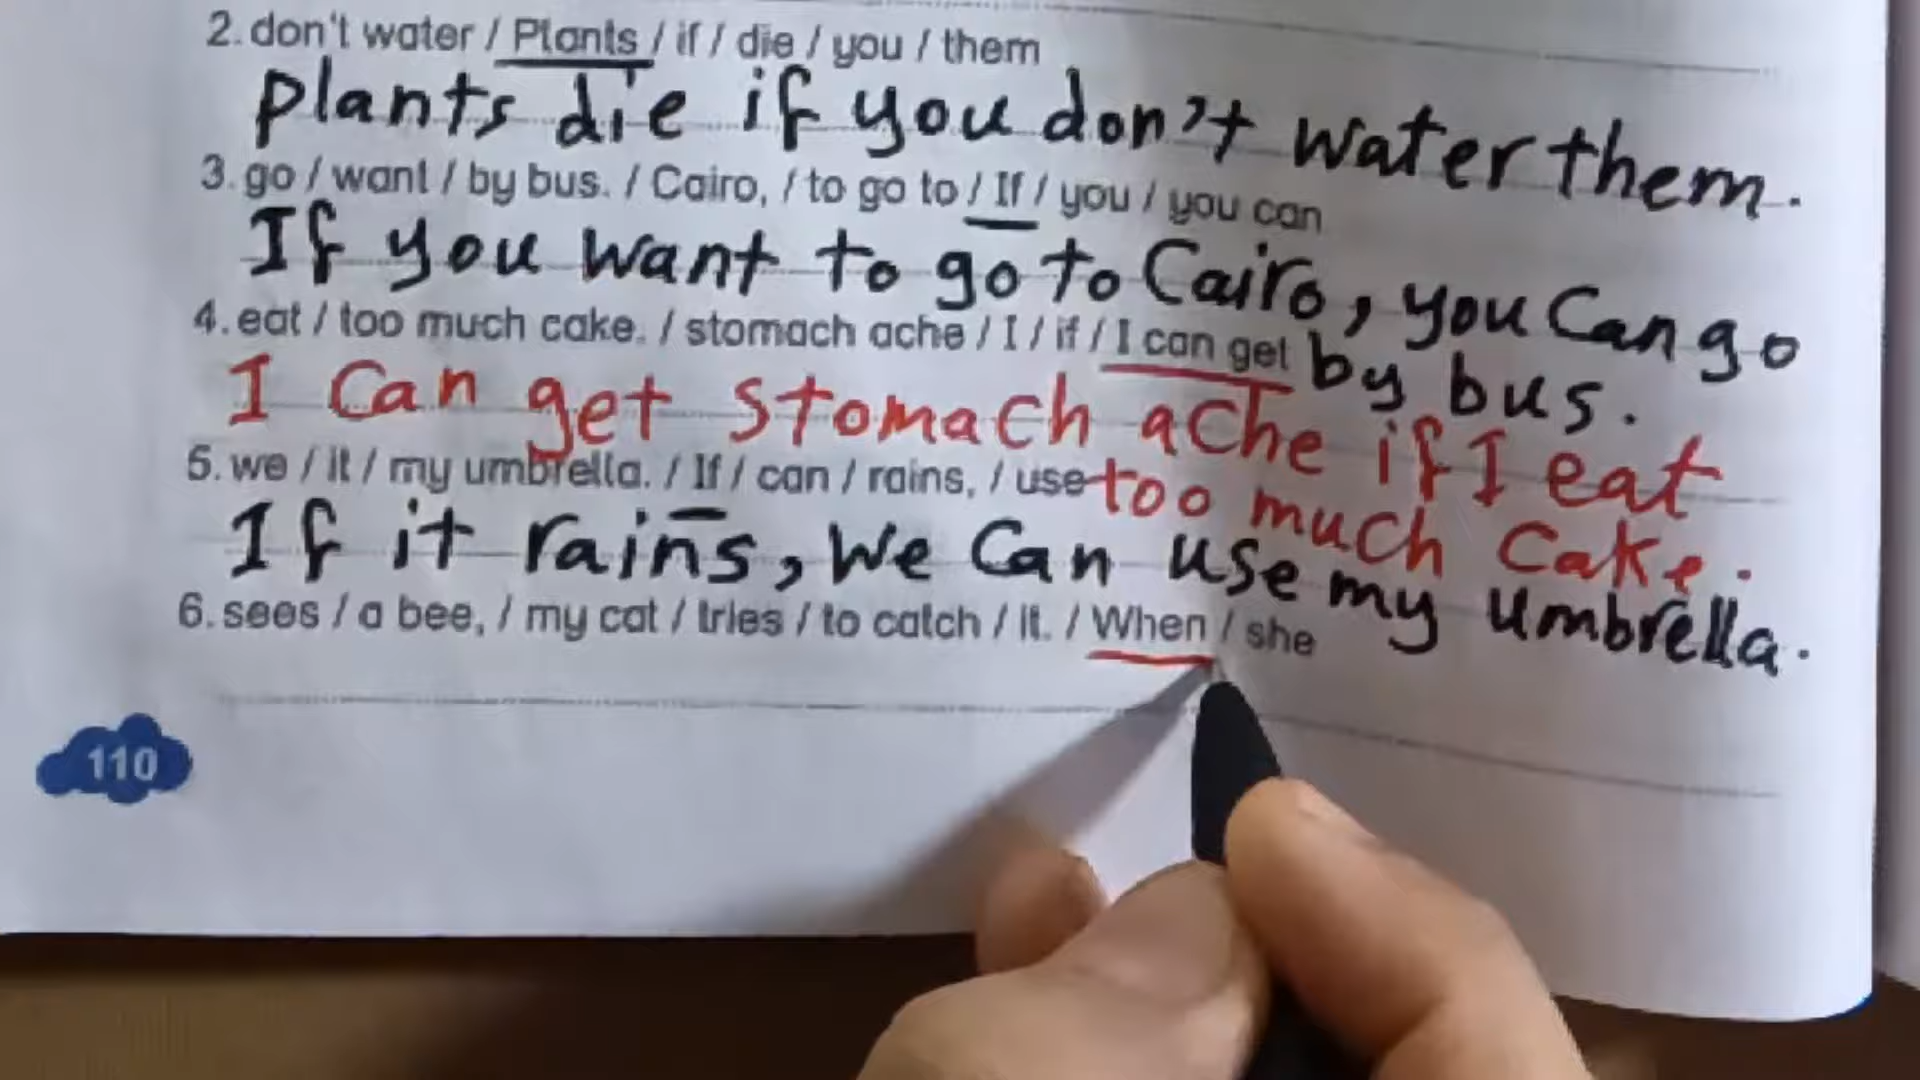 2. don't water / Plants / if / die / you / them
plants die if you don't water them.
3. go / want / by bus. / Cairo, / to go to / If / you / you can
If you want to go to Cairo, you Can go
by bus.
4. eat / too much cake. / stomach ache / I / if / I can get
I Can get stomach ache if I eat
too much Cake.
5. we / it / my umbrella. / If / can / rains, / use
If it rains, we Can use my umbrella.
6. sees / a bee, / my cat / tries / to catch / it. / When / she
110